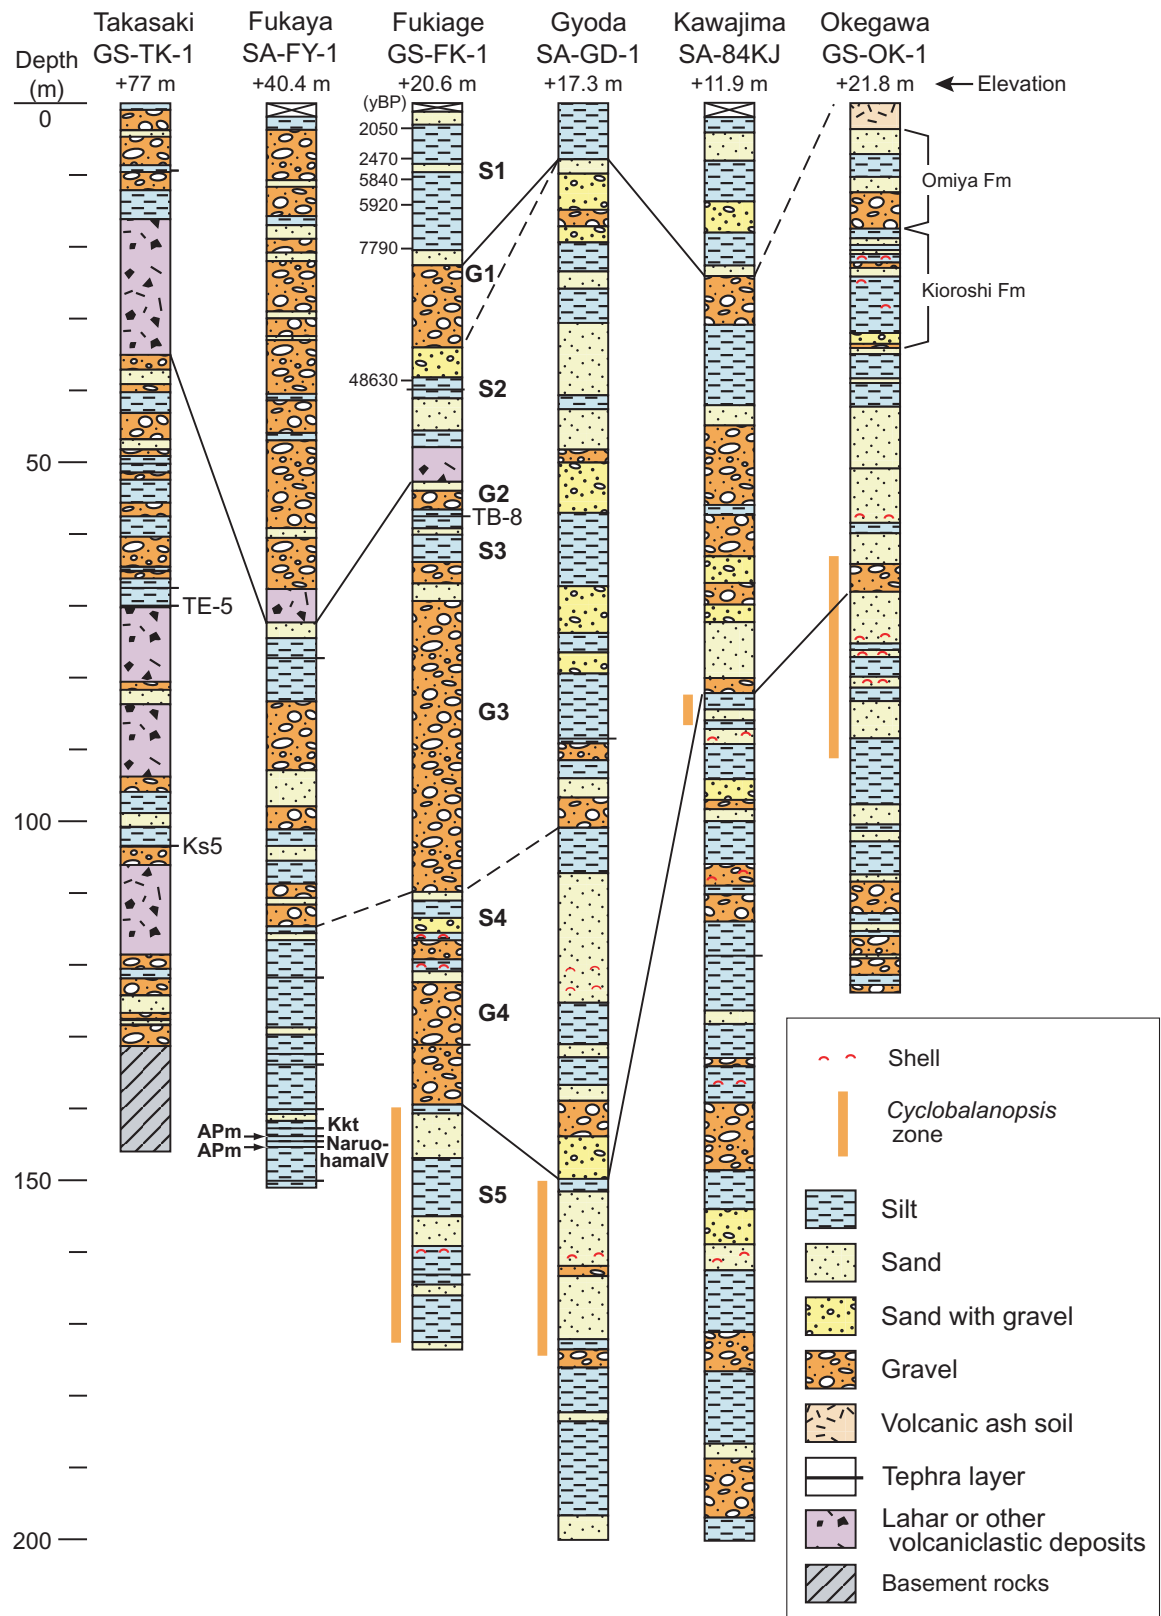 Takasaki
GS-TK-1
+77 m
Fukaya
SA-FY-1
+40.4 m
Fukiage
GS-FK-1
+20.6 m
Gyoda
SA-GD-1
+17.3 m
Kawajima
SA-84KJ
+11.9 m
Okegawa
GS-OK-1
+21.8 m
Elevation
Depth
(m)
0
50
100
150
200
(yBP)
2050
2470
5840
5920
7790
48630
S1
G1
S2
G2
TB-8
S3
G3
S4
G4
S5
TE-5
Ks5
APm
APm
Kkt
Naruo-
hamaIV
Omiya Fm
Kioroshi Fm
Shell
Cyclobalanopsis
zone
Silt
Sand
Sand with gravel
Gravel
Volcanic ash soil
Tephra layer
Lahar or other
volcaniclastic deposits
Basement rocks